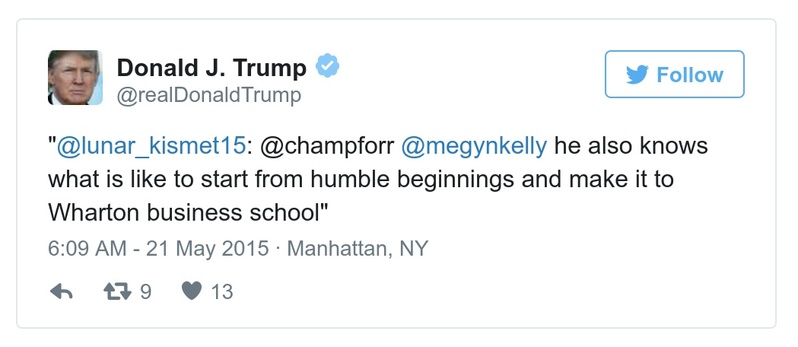 Donald J. Trump
@realDonaldTrump
Follow
"@lunar_kismet15: @champforr @megynkelly he also knows
what is like to start from humble beginnings and make it to
Wharton business school"
6:09 AM - 21 May 2015 · Manhattan, NY
9 13